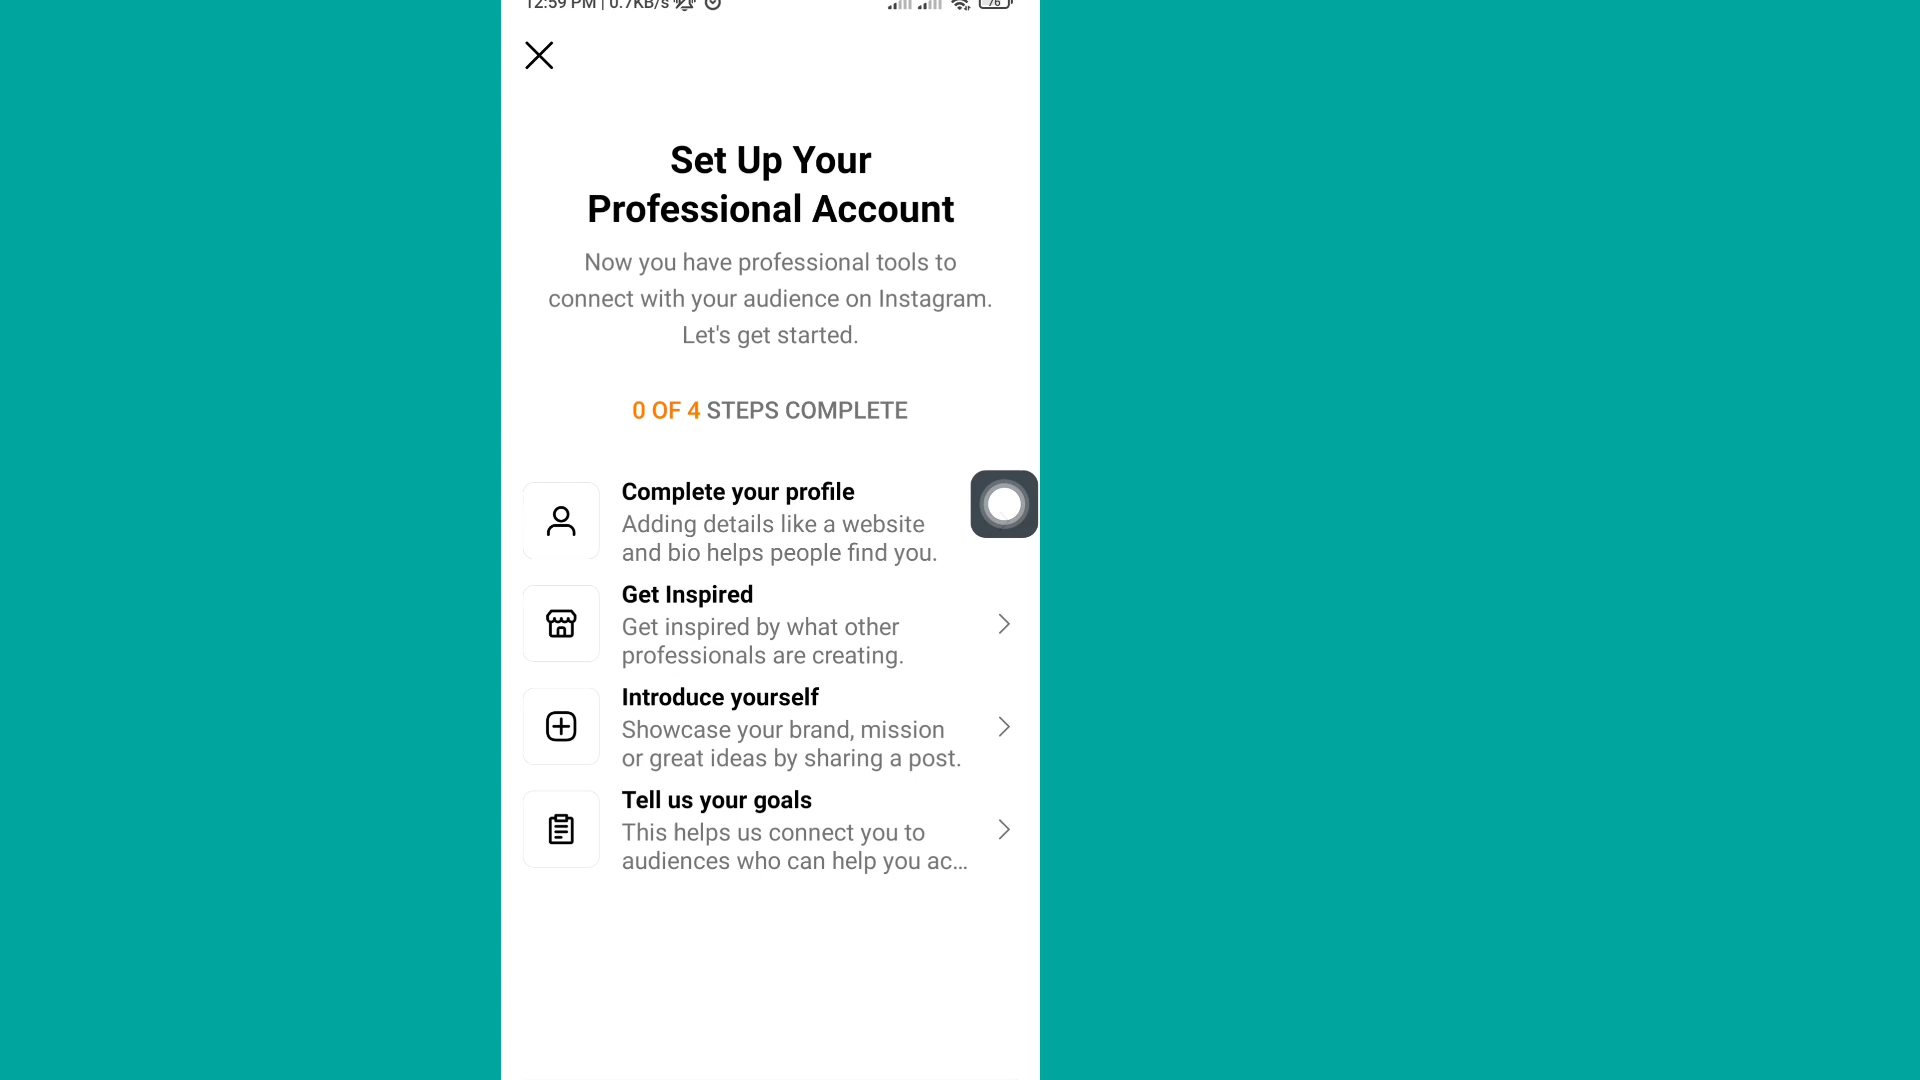 12:59 PM | 0.7KB/s
76
Set Up Your
Professional Account
Now you have professional tools to
connect with your audience on Instagram.
Let's get started.
0 OF 4 STEPS COMPLETE
Complete your profile
Adding details like a website
and bio helps people find you.
Get Inspired
Get inspired by what other
professionals are creating.
Introduce yourself
Showcase your brand, mission
or great ideas by sharing a post.
Tell us your goals
This helps us connect you to
audiences who can help you ac...